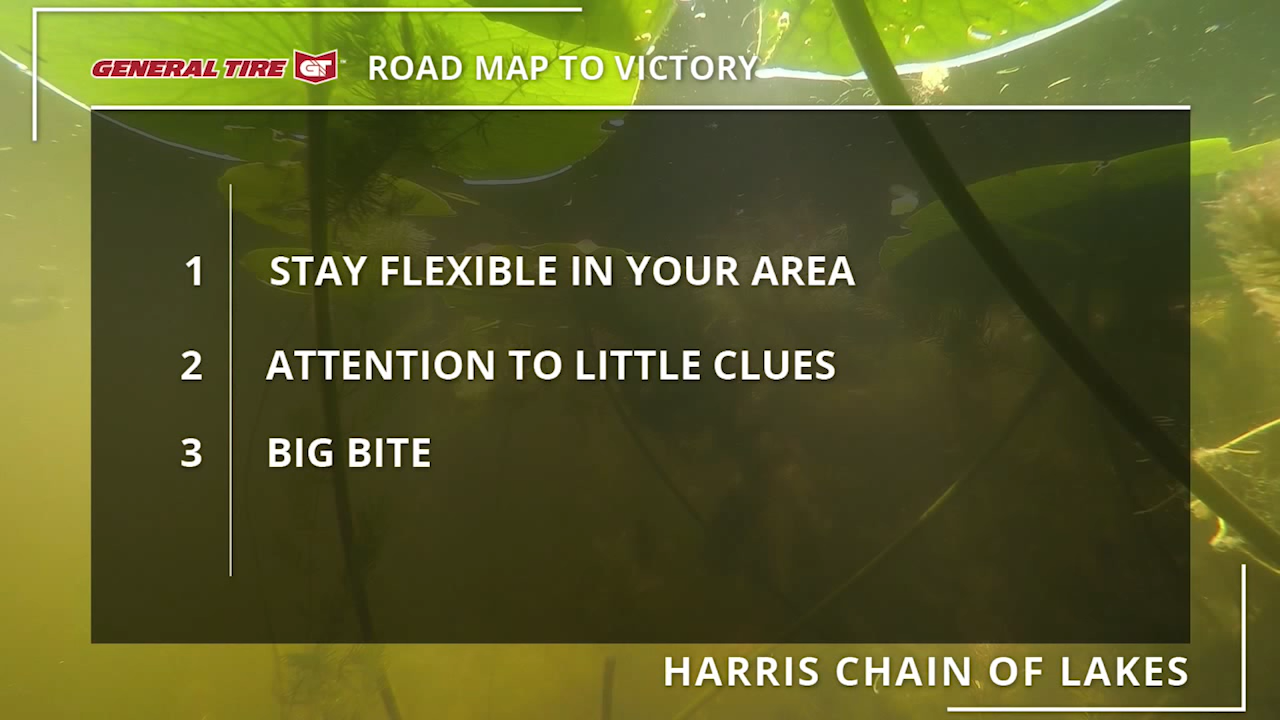 GENERAL TIRE GT ROAD MAP TO VICTORY
1 STAY FLEXIBLE IN YOUR AREA
2 ATTENTION TO LITTLE CLUES
3 BIG BITE
HARRIS CHAIN OF LAKES